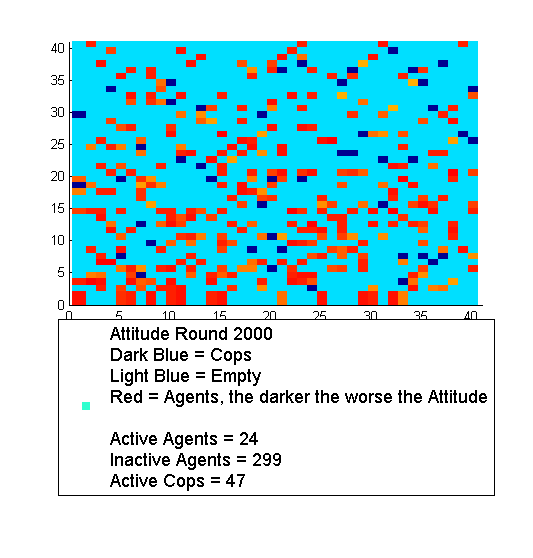 40
35
30
25
20
15
10
5
0
0 5 10 15 20 25 30 35 40
Attitude Round 2000
Dark Blue = Cops
Light Blue = Empty
Red = Agents, the darker the worse the Attitude
Active Agents = 24
Inactive Agents = 299
Active Cops = 47